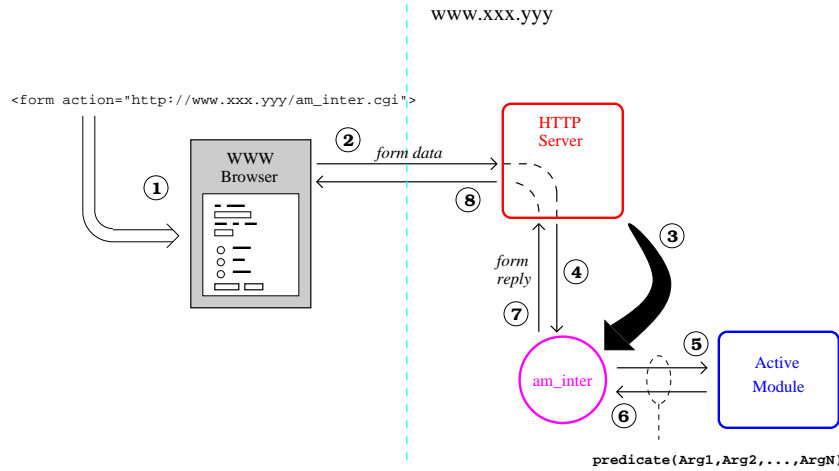 www.xxx.yyy
<form action="http://www.xxx.yyy/am_inter.cgi">
HTTP
Server
WWW
Browser
2
form data
1
8
3
form
reply
4
7
5
am_inter
Active
Module
6
predicate(Arg1,Arg2,...,ArgN)